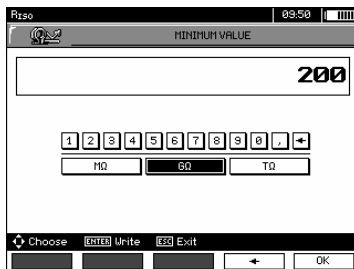 RISO 09:50
MINIMUM VALUE
200
1 2 3 4 5 6 7 8 9 0 , ←
MΩ GΩ TΩ
Choose ENTER Write ESC Exit
← OK